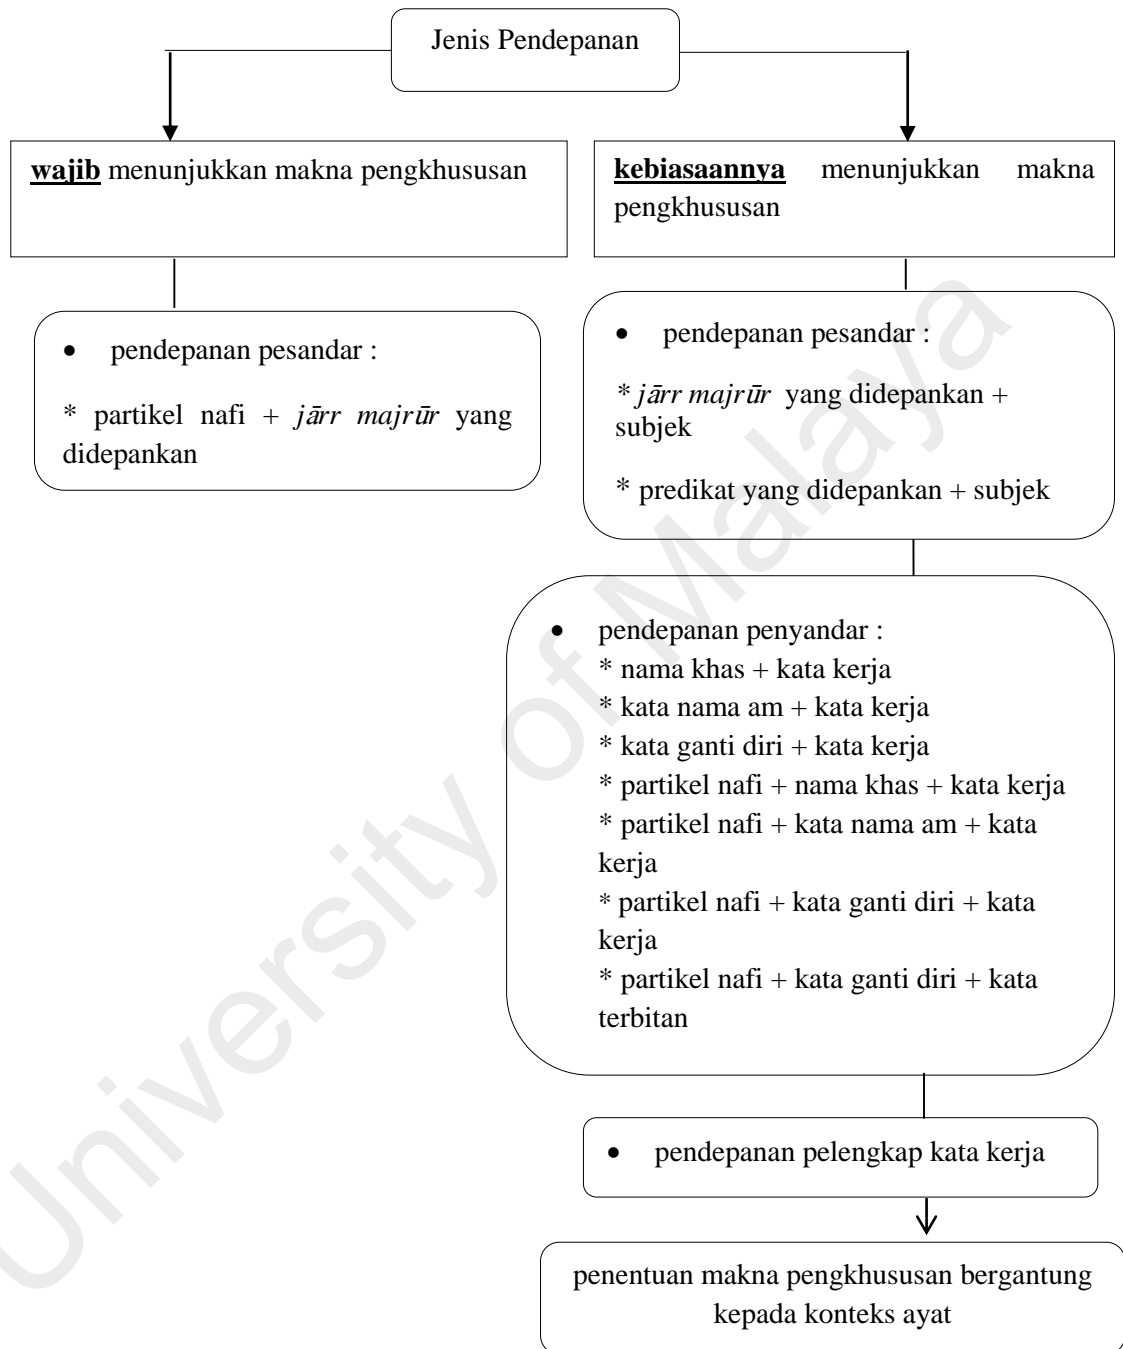 Jenis Pendepanan
wajib menunjukkan makna pengkhususan
kebiasaannya menunjukkan makna
pengkhususan
• pendepanan pesandar :
* partikel nafi + jārr majrūr yang
didepankan
• pendepanan pesandar :
* jārr majrūr yang didepankan +
subjek
* predikat yang didepankan + subjek
• pendepanan penyandar :
* nama khas + kata kerja
* kata nama am + kata kerja
* kata ganti diri + kata kerja
* partikel nafi + nama khas + kata kerja
* partikel nafi + kata nama am + kata
kerja
* partikel nafi + kata ganti diri + kata
kerja
* partikel nafi + kata ganti diri + kata
terbitan
• pendepanan pelengkap kata kerja
penentuan makna pengkhususan bergantung
kepada konteks ayat
University of Malaya